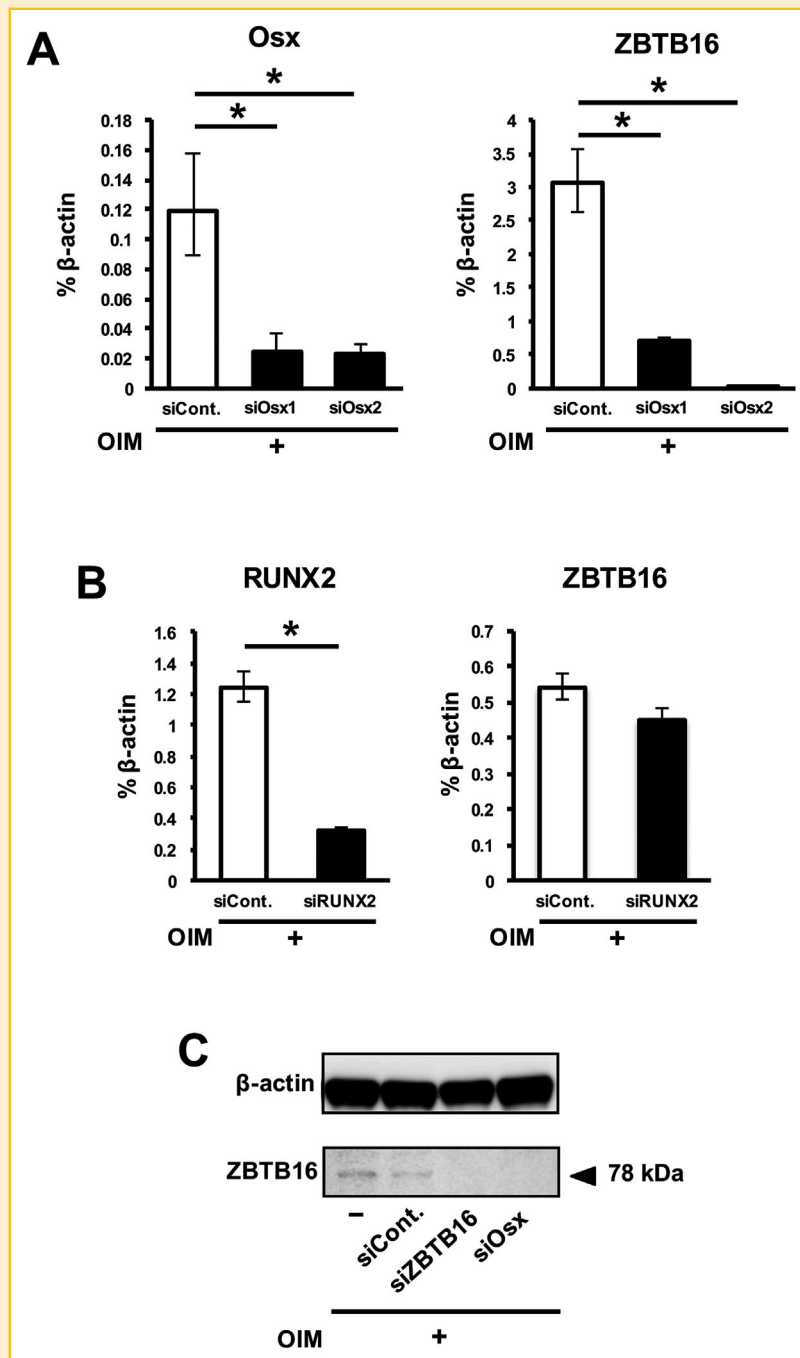 A
Osx
*
*
% β-actin
0.18
0.16
0.14
0.12
0.1
0.08
0.06
0.04
0.02
0
siCont. siOsx1 siOsx2
OIM +
ZBTB16
*
*
% β-actin
4
3.5
3
2.5
2
1.5
1
0.5
0
siCont. siOsx1 siOsx2
OIM +
B
RUNX2
*
% β-actin
1.6
1.4
1.2
1
0.8
0.6
0.4
0.2
0
siCont. siRUNX2
OIM +
ZBTB16
% β-actin
0.7
0.6
0.5
0.4
0.3
0.2
0.1
0
siCont. siRUNX2
OIM +
C
β-actin
ZBTB16 78 kDa
– siCont. siZBTB16 siOsx
OIM +